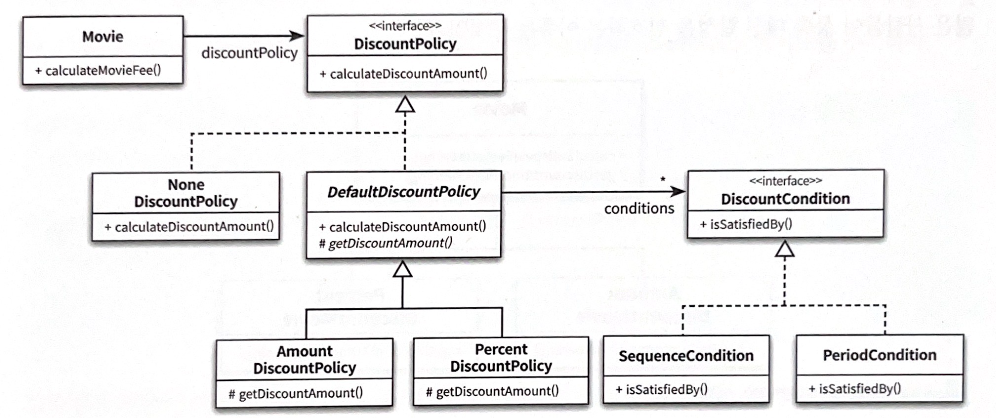 Movie
+ calculateMovieFee()
discountPolicy
<<interface>>
DiscountPolicy
+ calculateDiscountAmount()
None
DiscountPolicy
+ calculateDiscountAmount()
DefaultDiscountPolicy
+ calculateDiscountAmount()
# getDiscountAmount()
*
conditions
<<interface>>
DiscountCondition
+ isSatisfiedBy()
Amount
DiscountPolicy
# getDiscountAmount()
Percent
DiscountPolicy
# getDiscountAmount()
SequenceCondition
+ isSatisfiedBy()
PeriodCondition
+ isSatisfiedBy()